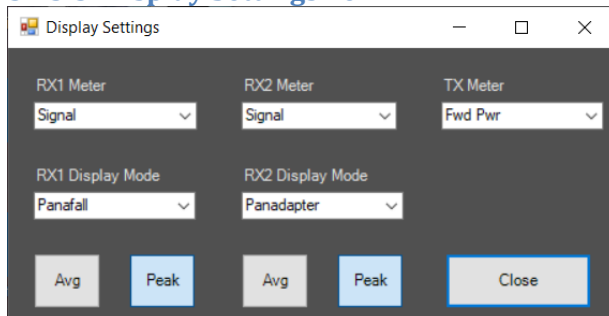 Display Settings
RX1 Meter RX2 Meter TX Meter
Signal Signal Fwd Pwr
RX1 Display Mode RX2 Display Mode
Panafall Panadapter
Avg Peak Avg Peak Close